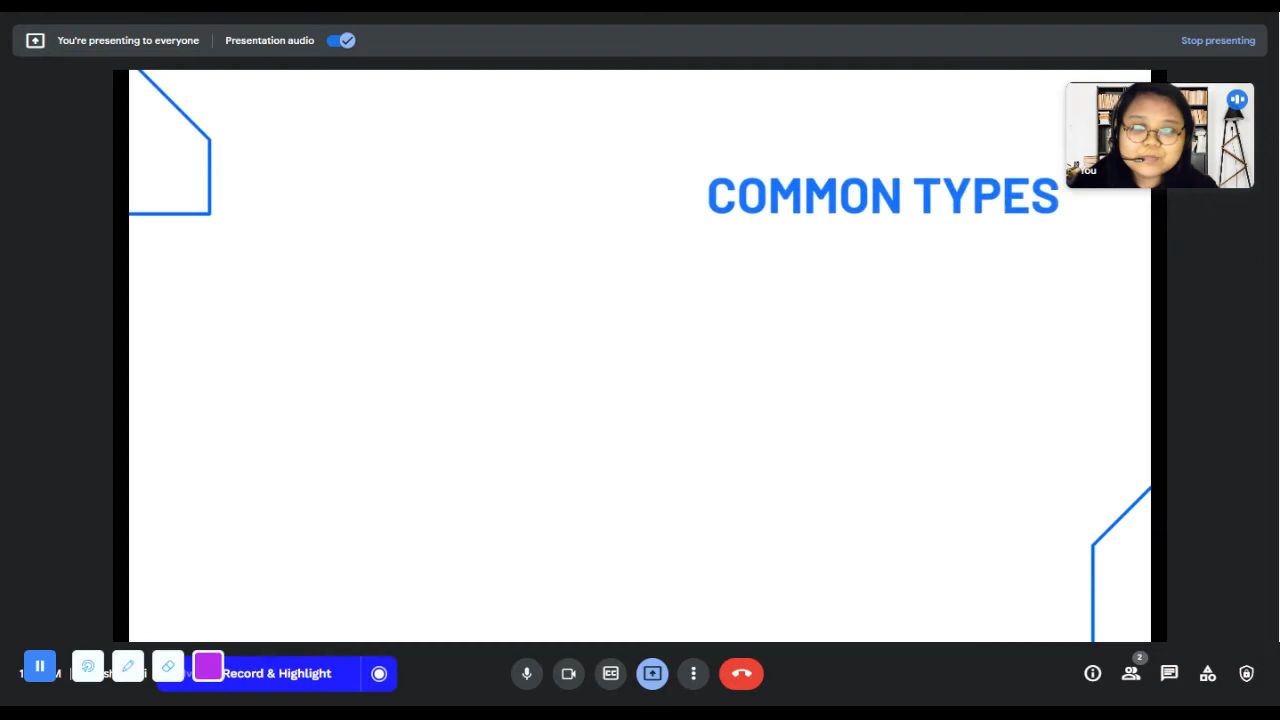 You're presenting to everyone
Presentation audio
Stop presenting
You
COMMON TYPES
Record & Highlight
2